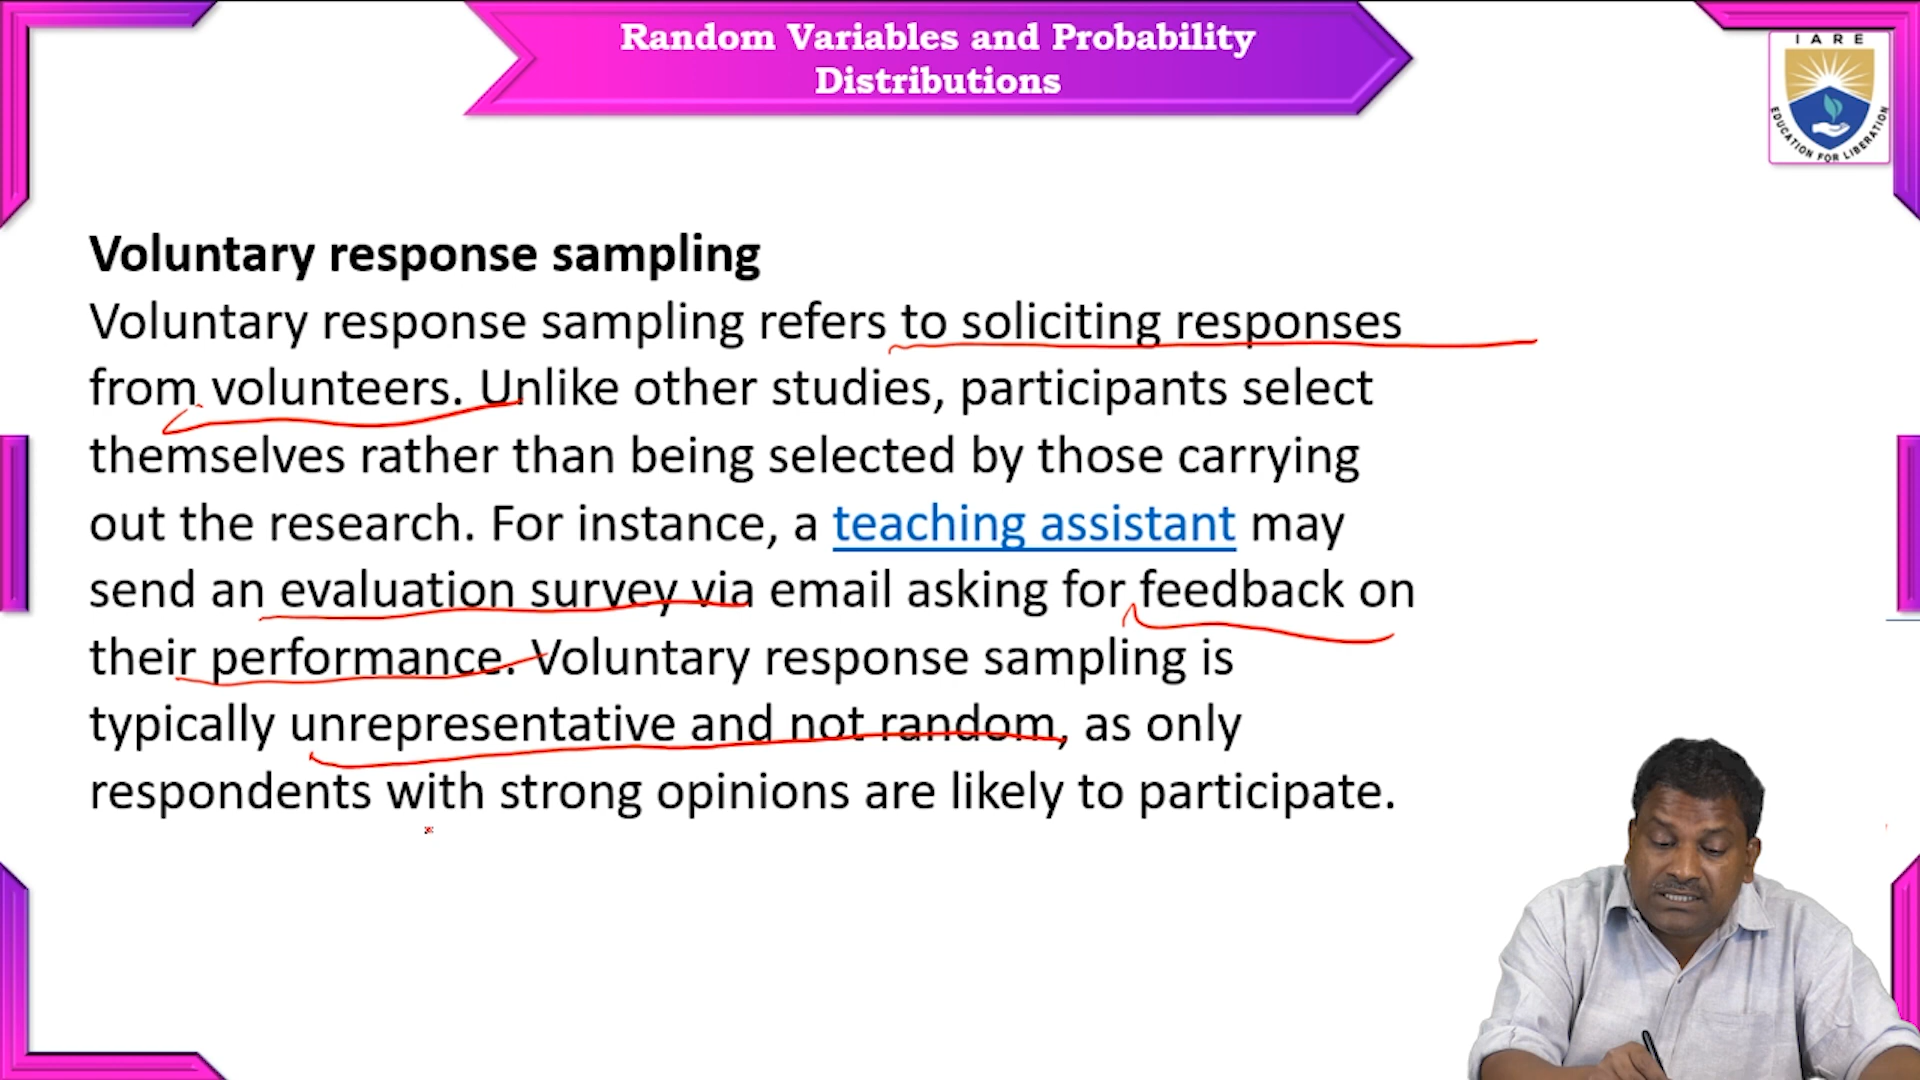 Random Variables and Probability
Distributions
IARE
EDUCATION FOR LIBERATION
Voluntary response sampling
Voluntary response sampling refers to soliciting responses
from volunteers. Unlike other studies, participants select
themselves rather than being selected by those carrying
out the research. For instance, a teaching assistant may
send an evaluation survey via email asking for feedback on
their performance. Voluntary response sampling is
typically unrepresentative and not random, as only
respondents with strong opinions are likely to participate.